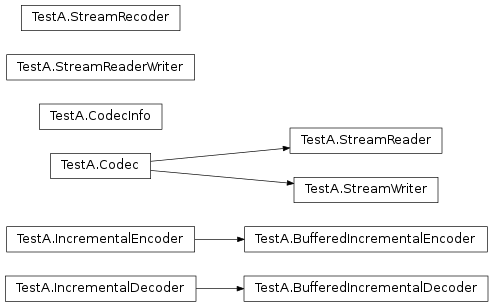 TestA.StreamRecoder
TestA.StreamReaderWriter
TestA.CodecInfo
TestA.StreamReader
TestA.Codec
TestA.StreamWriter
TestA.IncrementalEncoder
TestA.BufferedIncrementalEncoder
TestA.IncrementalDecoder
TestA.BufferedIncrementalDecoder